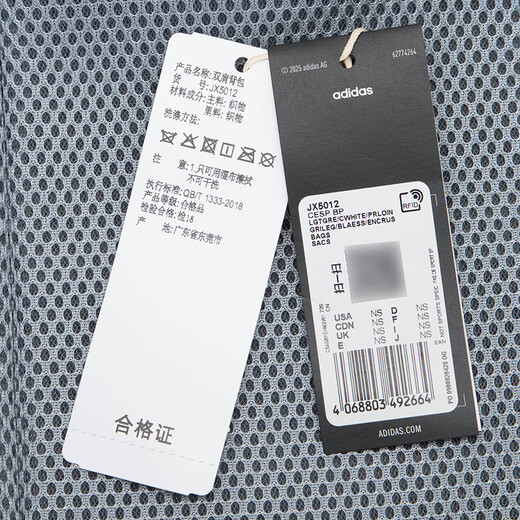 产品名称:双肩背包
货 号:JX5012
材料成分:主料:织物
里料:织物
洗涤方法:
注 意:1.只可用湿布擦拭
不可干洗
执行标准:QB/T 1333-2018
产品等级:合格品
检验合格:检18
产 地:广东省东莞市
合格证
© 2025 adidas AG
62774264
adidas
JX5012
CESP BP
LGTGRE/CWHITE/PRLOIN
GRILEG/BLAESS/ENCRUS
BAGS
SACS
RFID
扫一扫
USA NS D NS
CDN NS F NS
UK NS I NS
E NS J NS
EAN
4 068803 492664
ADIDAS.COM